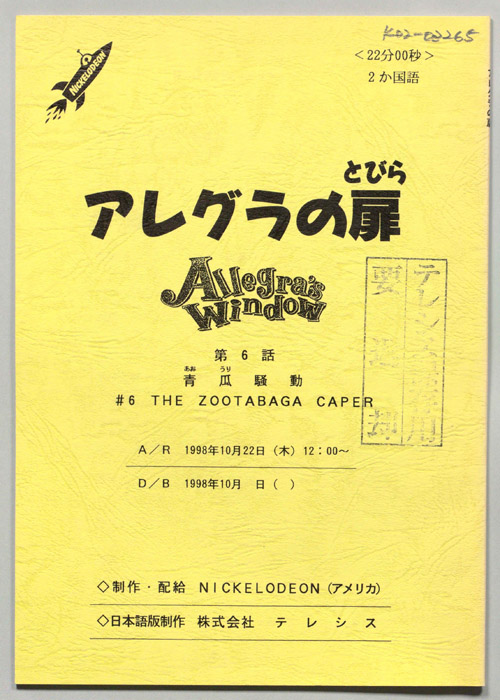 K02-03265
NICKELODEON
<22分00秒>
2か国語
とびら
アレグラの扉
Allegra's
Window
第6話
あお うり
青瓜騒動
#6 THE ZOOTABAGA CAPER
A/R 1998年10月22日(木)12:00~
D/B 1998年10月 日( )
◇制作・配給 NICKELODEON(アメリカ)
◇日本語版制作 株式会社 テレシス
テレシス
要返却